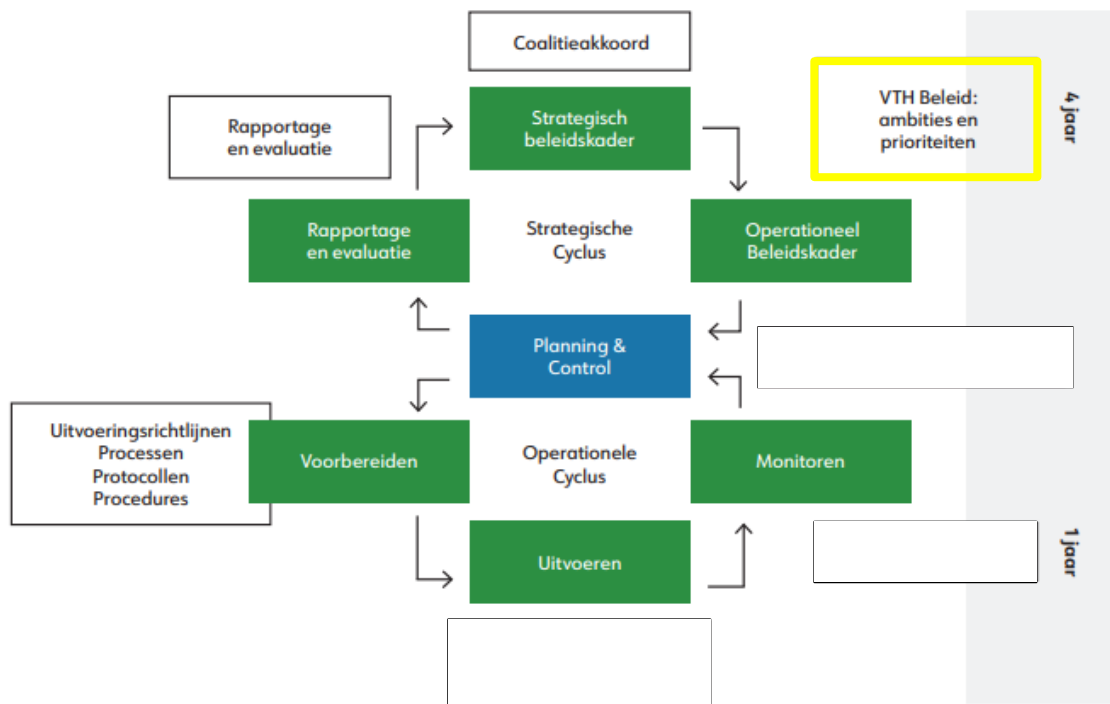 Coalitieakkoord
Strategisch
beleidskader
VTH Beleid:
ambities en
prioriteiten
4 jaar
Rapportage
en evaluatie
Rapportage
en evaluatie
Strategische
Cyclus
Operationeel
Beleidskader
Planning &
Control
Uitvoeringsrichtlijnen
Processen
Protocollen
Procedures
Voorbereiden
Operationele
Cyclus
Monitoren
Uitvoeren
1 jaar